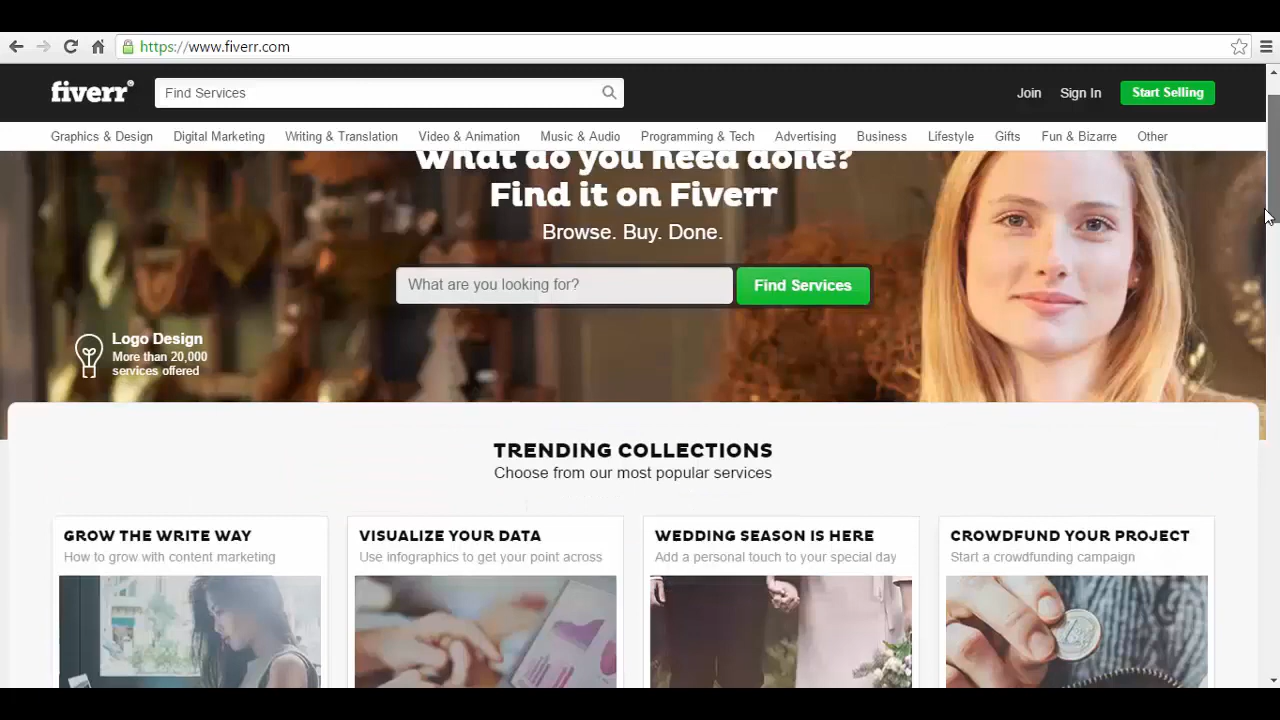 https://www.fiverr.com
fiverr®
Find Services
Join
Sign In
Start Selling
Graphics & Design
Digital Marketing
Writing & Translation
Video & Animation
Music & Audio
Programming & Tech
Advertising
Business
Lifestyle
Gifts
Fun & Bizarre
Other
What do you need done?
Find it on Fiverr
Browse. Buy. Done.
What are you looking for?
Find Services
Logo Design
More than 20,000
services offered
TRENDING COLLECTIONS
Choose from our most popular services
GROW THE WRITE WAY
How to grow with content marketing
VISUALIZE YOUR DATA
Use infographics to get your point across
WEDDING SEASON IS HERE
Add a personal touch to your special day
CROWDFUND YOUR PROJECT
Start a crowdfunding campaign